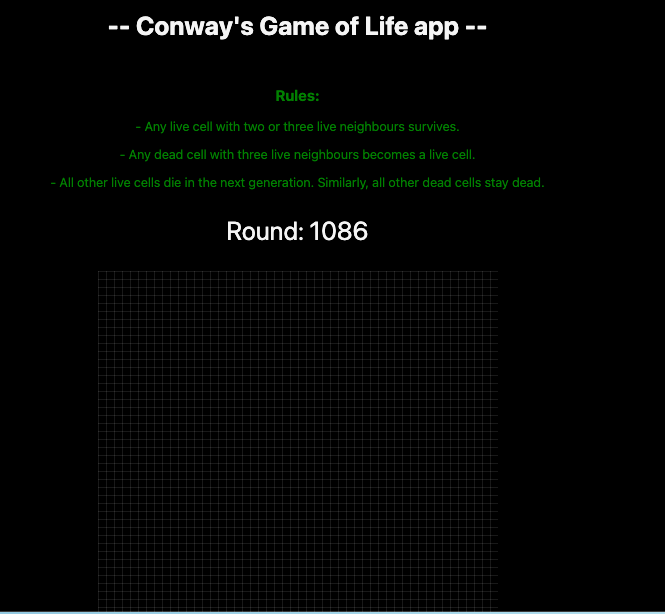 -- Conway's Game of Life app --
Rules:
- Any live cell with two or three live neighbours survives.
- Any dead cell with three live neighbours becomes a live cell.
- All other live cells die in the next generation. Similarly, all other dead cells stay dead.
Round: 1086